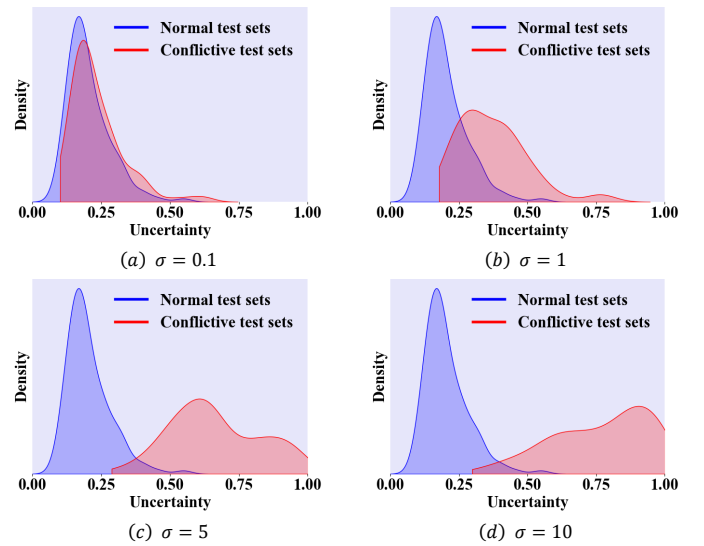 Normal test sets
Conflictive test sets
Density
0.00 0.25 0.50 0.75 1.00
Uncertainty
(a) σ = 0.1
Normal test sets
Conflictive test sets
Density
0.00 0.25 0.50 0.75 1.00
Uncertainty
(b) σ = 1
Normal test sets
Conflictive test sets
Density
0.00 0.25 0.50 0.75 1.00
Uncertainty
(c) σ = 5
Normal test sets
Conflictive test sets
Density
0.00 0.25 0.50 0.75 1.00
Uncertainty
(d) σ = 10